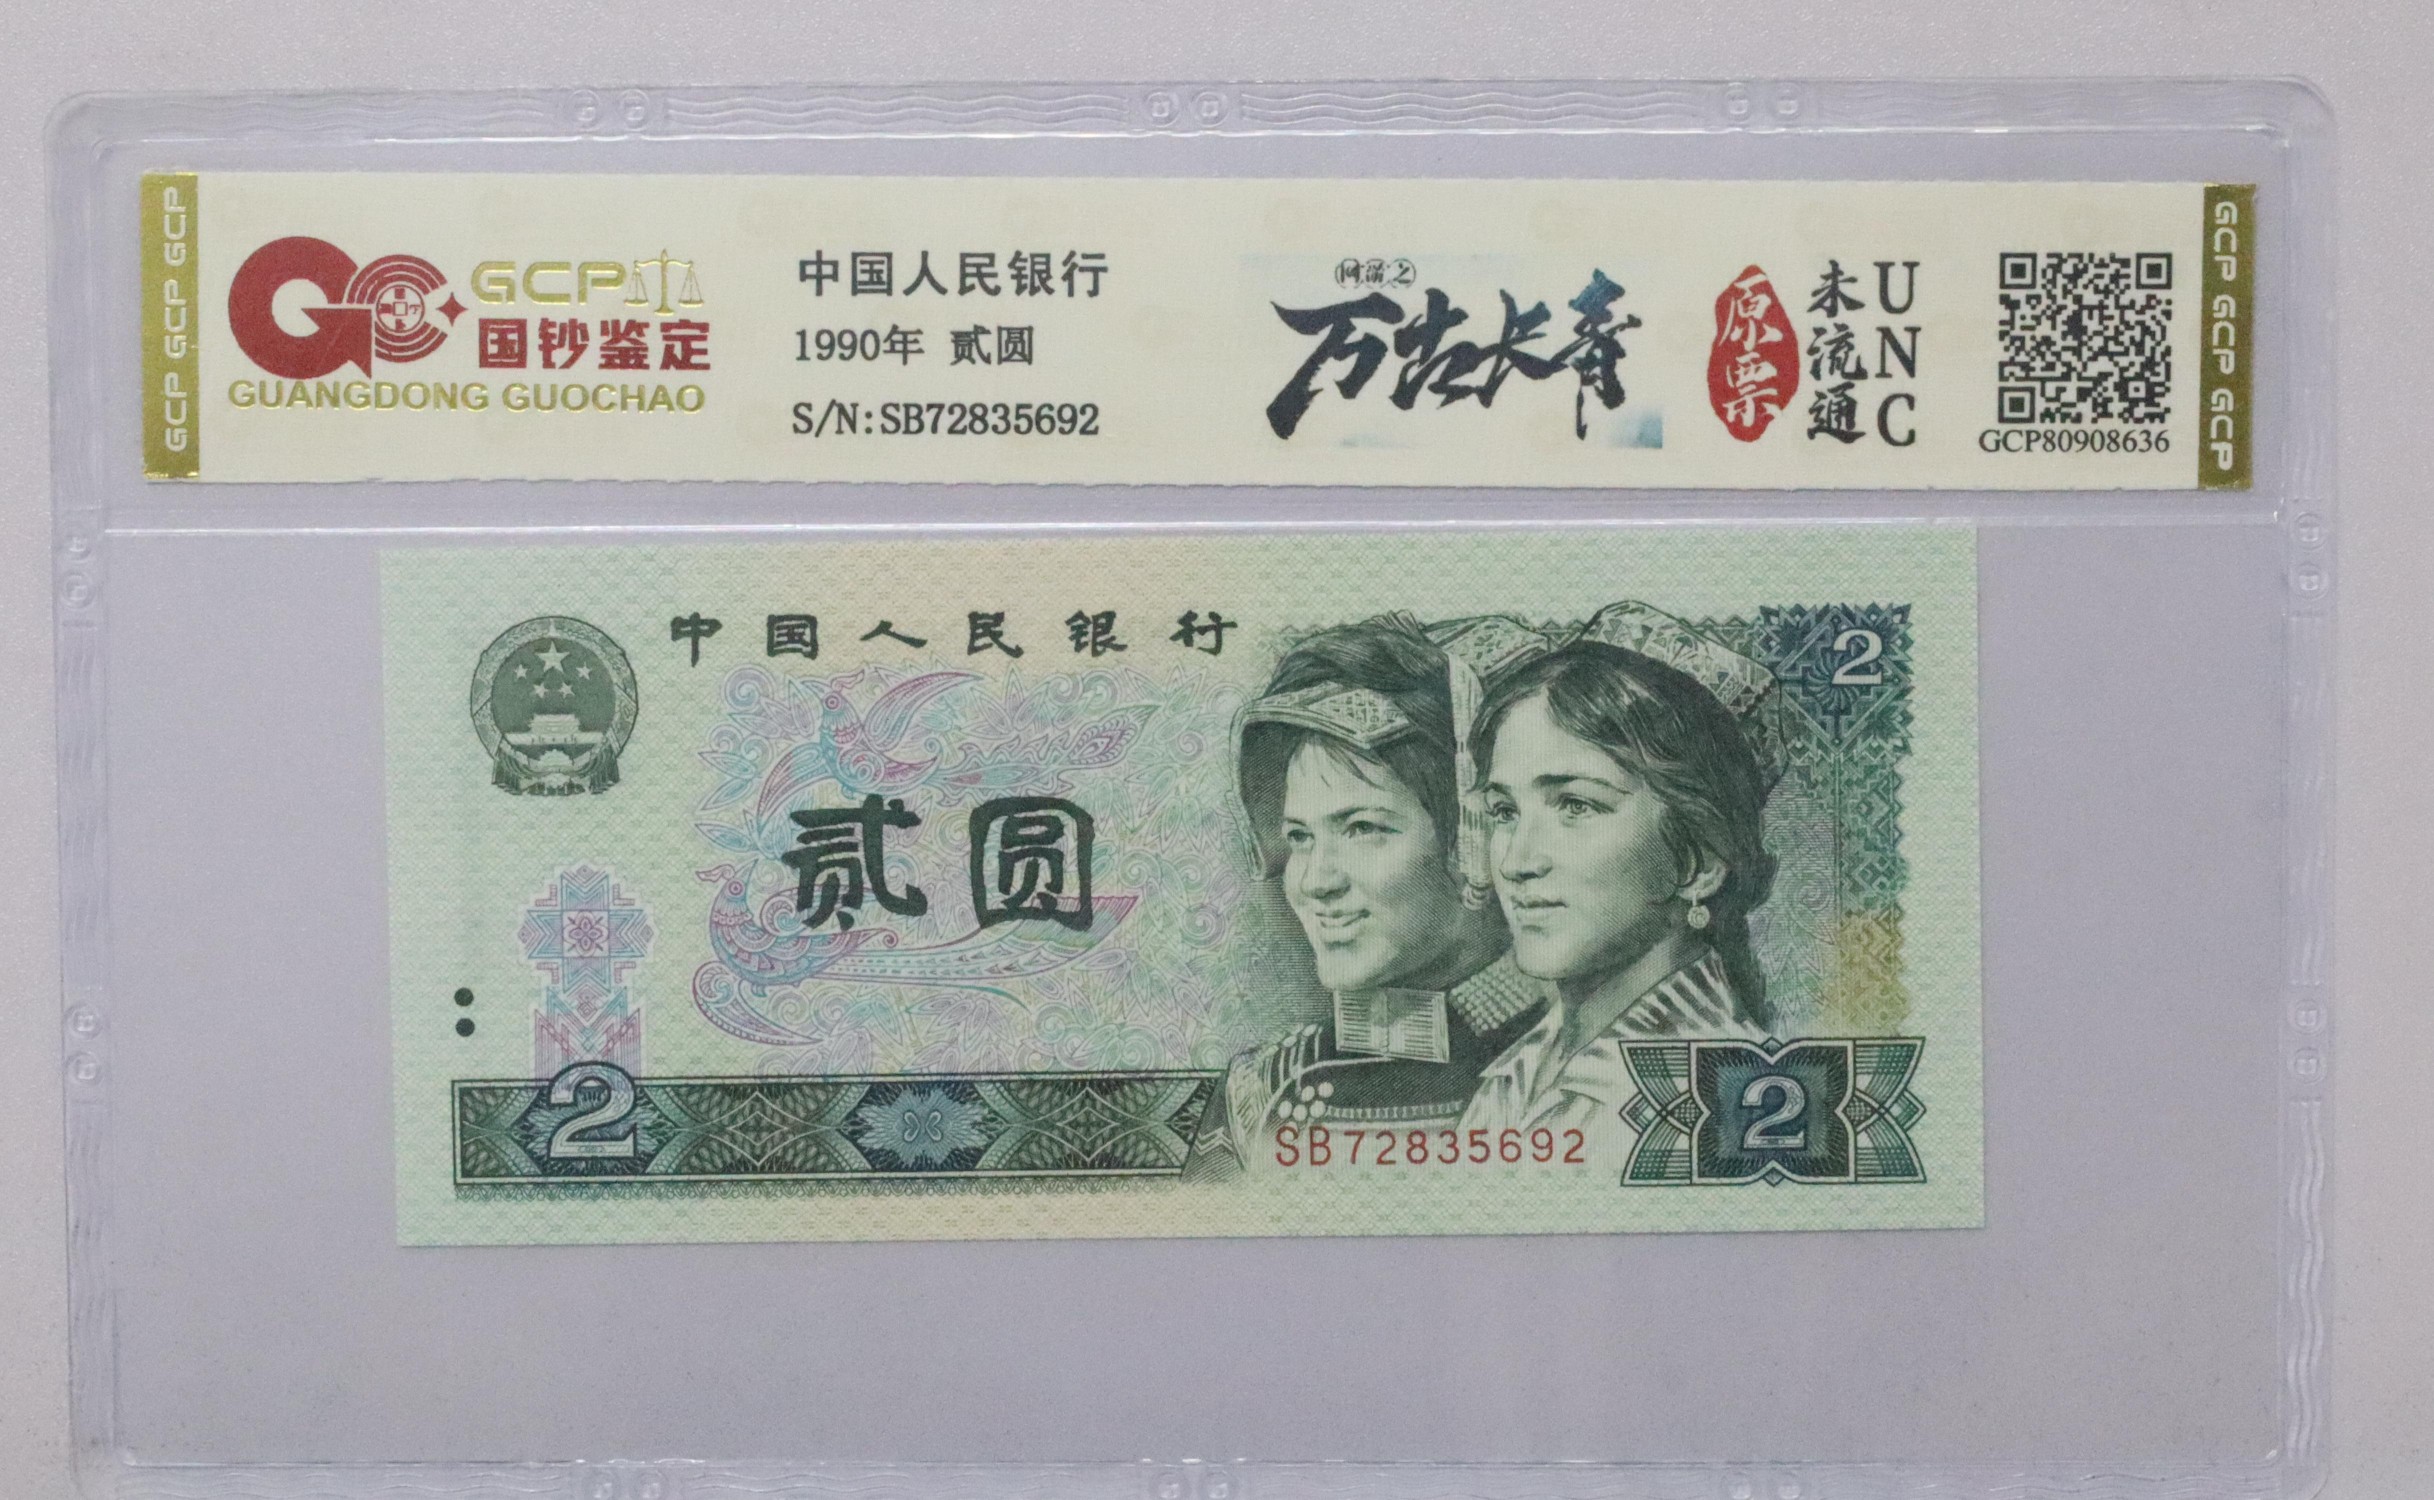 GCP GCP GCP
GCP
国钞鉴定
GUANGDONG GUOCHAO
中国人民银行
1990年 贰圆
S/N:SB72835692
万古长青
原票
未流通
UNC
GCP80908636
GCP GCP GCP
中国人民银行
2
贰圆
2
SB72835692
2